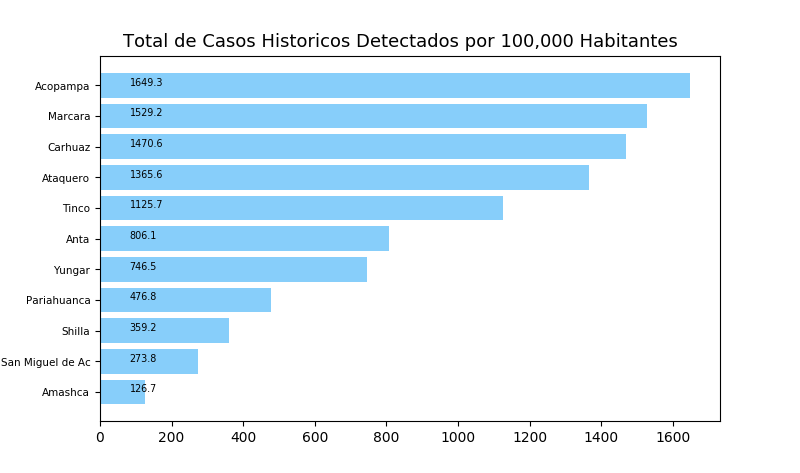 Total de Casos Historicos Detectados por 100,000 Habitantes
Acopampa 1649.3
Marcara 1529.2
Carhuaz 1470.6
Ataquero 1365.6
Tinco 1125.7
Anta 806.1
Yungar 746.5
Pariahuanca 476.8
Shilla 359.2
San Miguel de Ac 273.8
Amashca 126.7
0 200 400 600 800 1000 1200 1400 1600